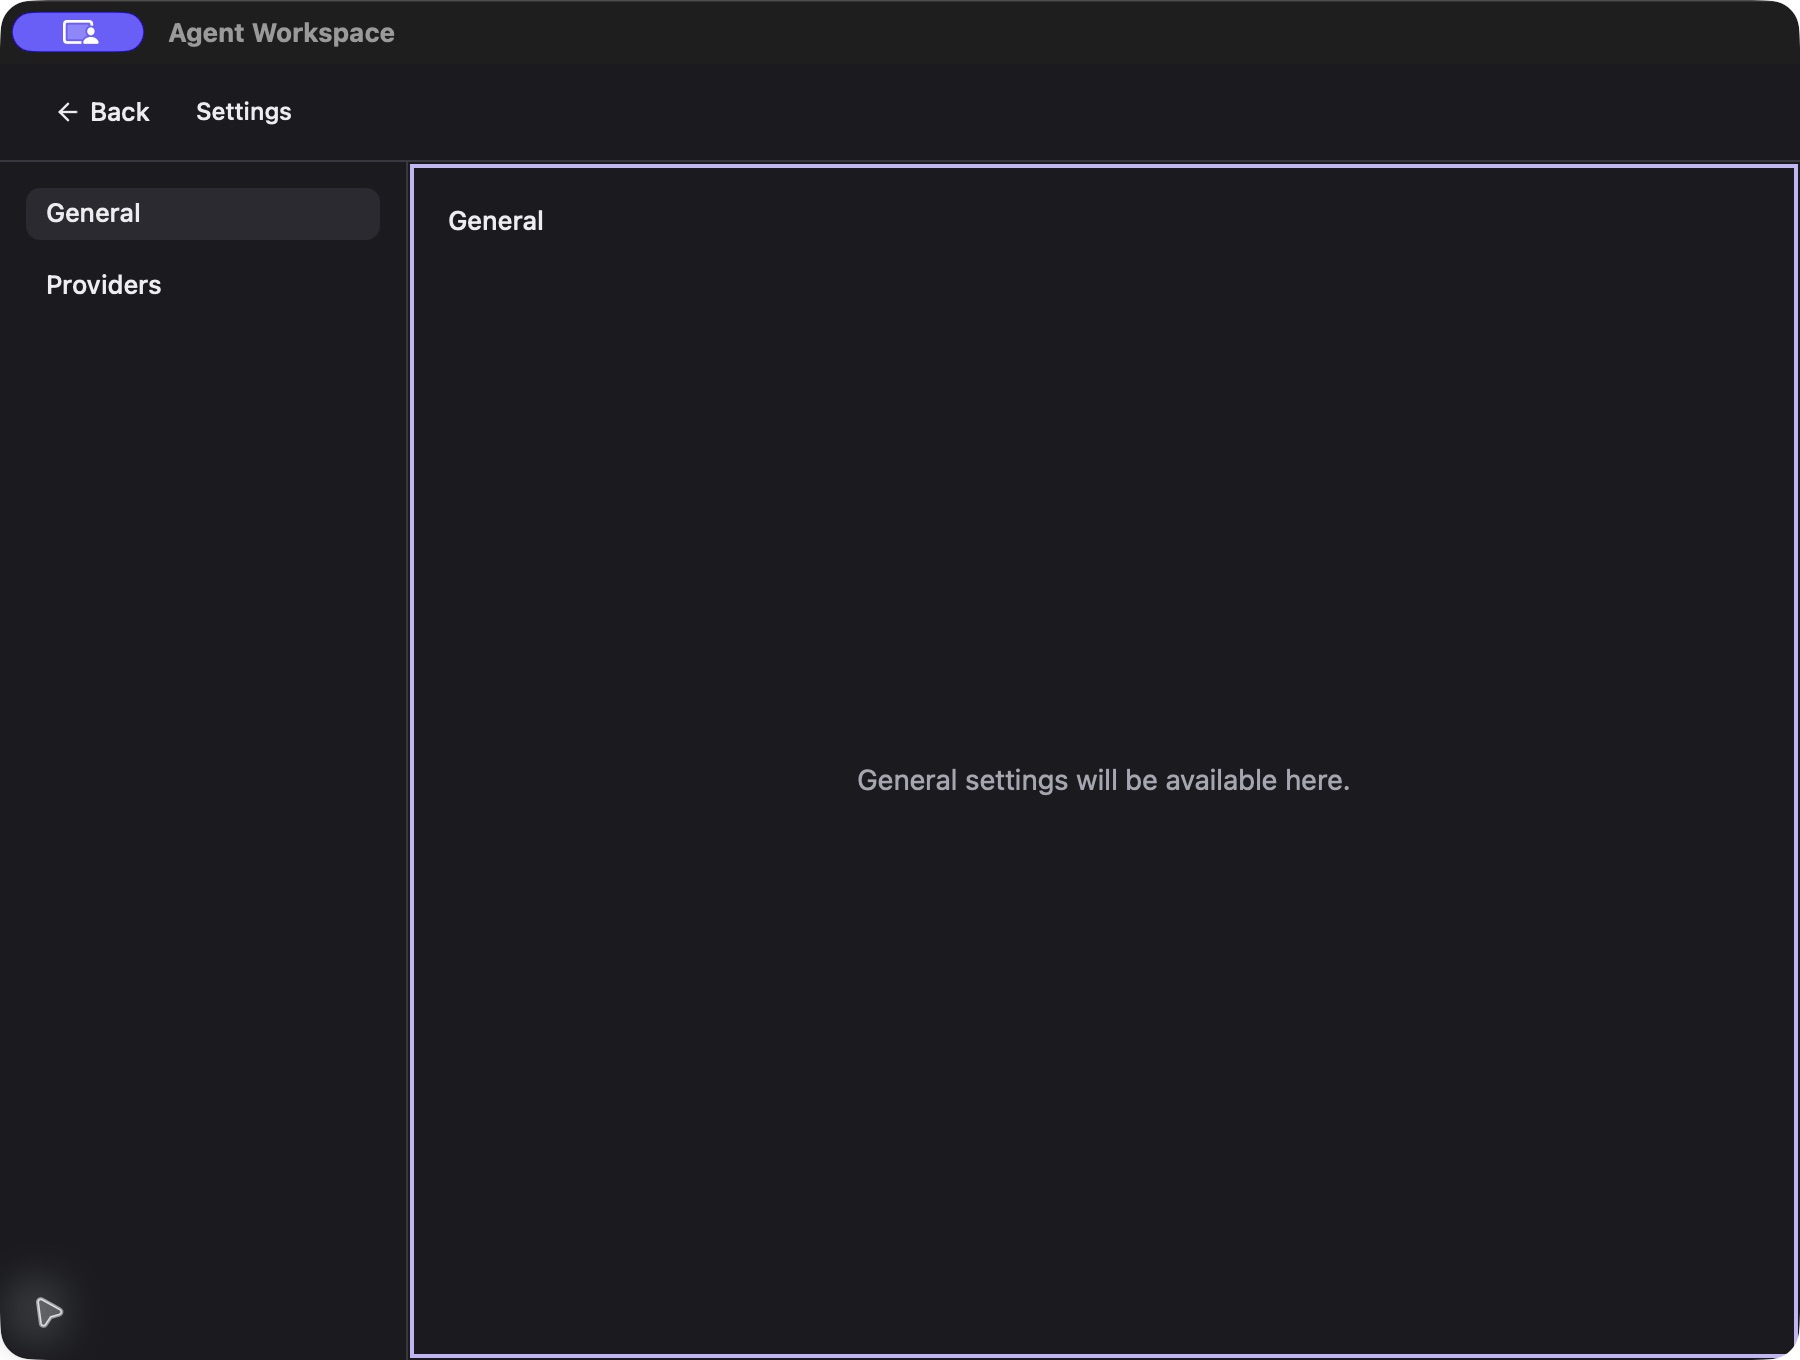 Agent Workspace
← Back Settings
General
Providers
General
General settings will be available here.